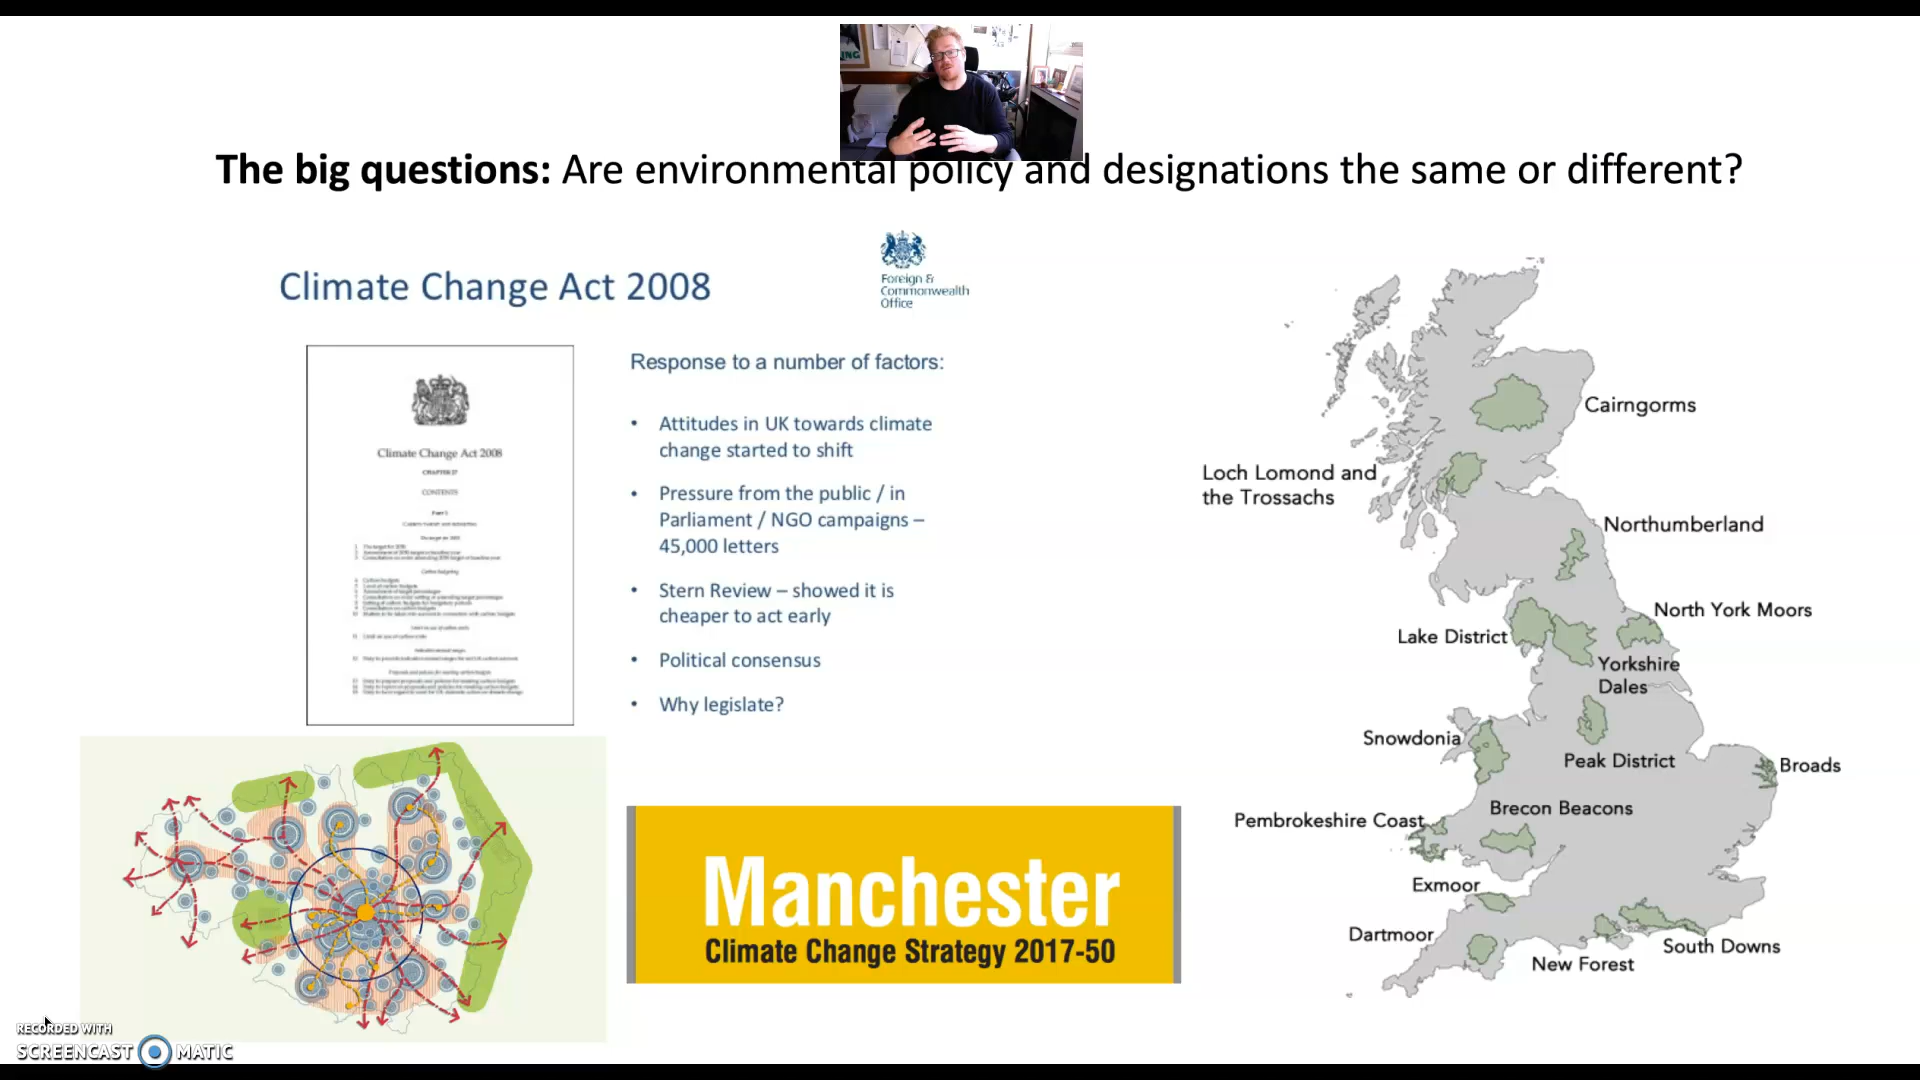 ING
The big questions: Are environmental policy and designations the same or different?
Climate Change Act 2008
Foreign &
Commonwealth
Office
Climate Change Act 2008
CHAPTER 27
CONTENTS
Response to a number of factors:
• Attitudes in UK towards climate
change started to shift
• Pressure from the public / in
Parliament / NGO campaigns –
45,000 letters
• Stern Review – showed it is
cheaper to act early
• Political consensus
• Why legislate?
Manchester
Climate Change Strategy 2017-50
Cairngorms
Loch Lomond and
the Trossachs
Northumberland
North York Moors
Lake District
Yorkshire
Dales
Snowdonia
Peak District
Broads
Brecon Beacons
Pembrokeshire Coast
Exmoor
Dartmoor
South Downs
New Forest
RECORDED WITH
SCREENCAST MATIC